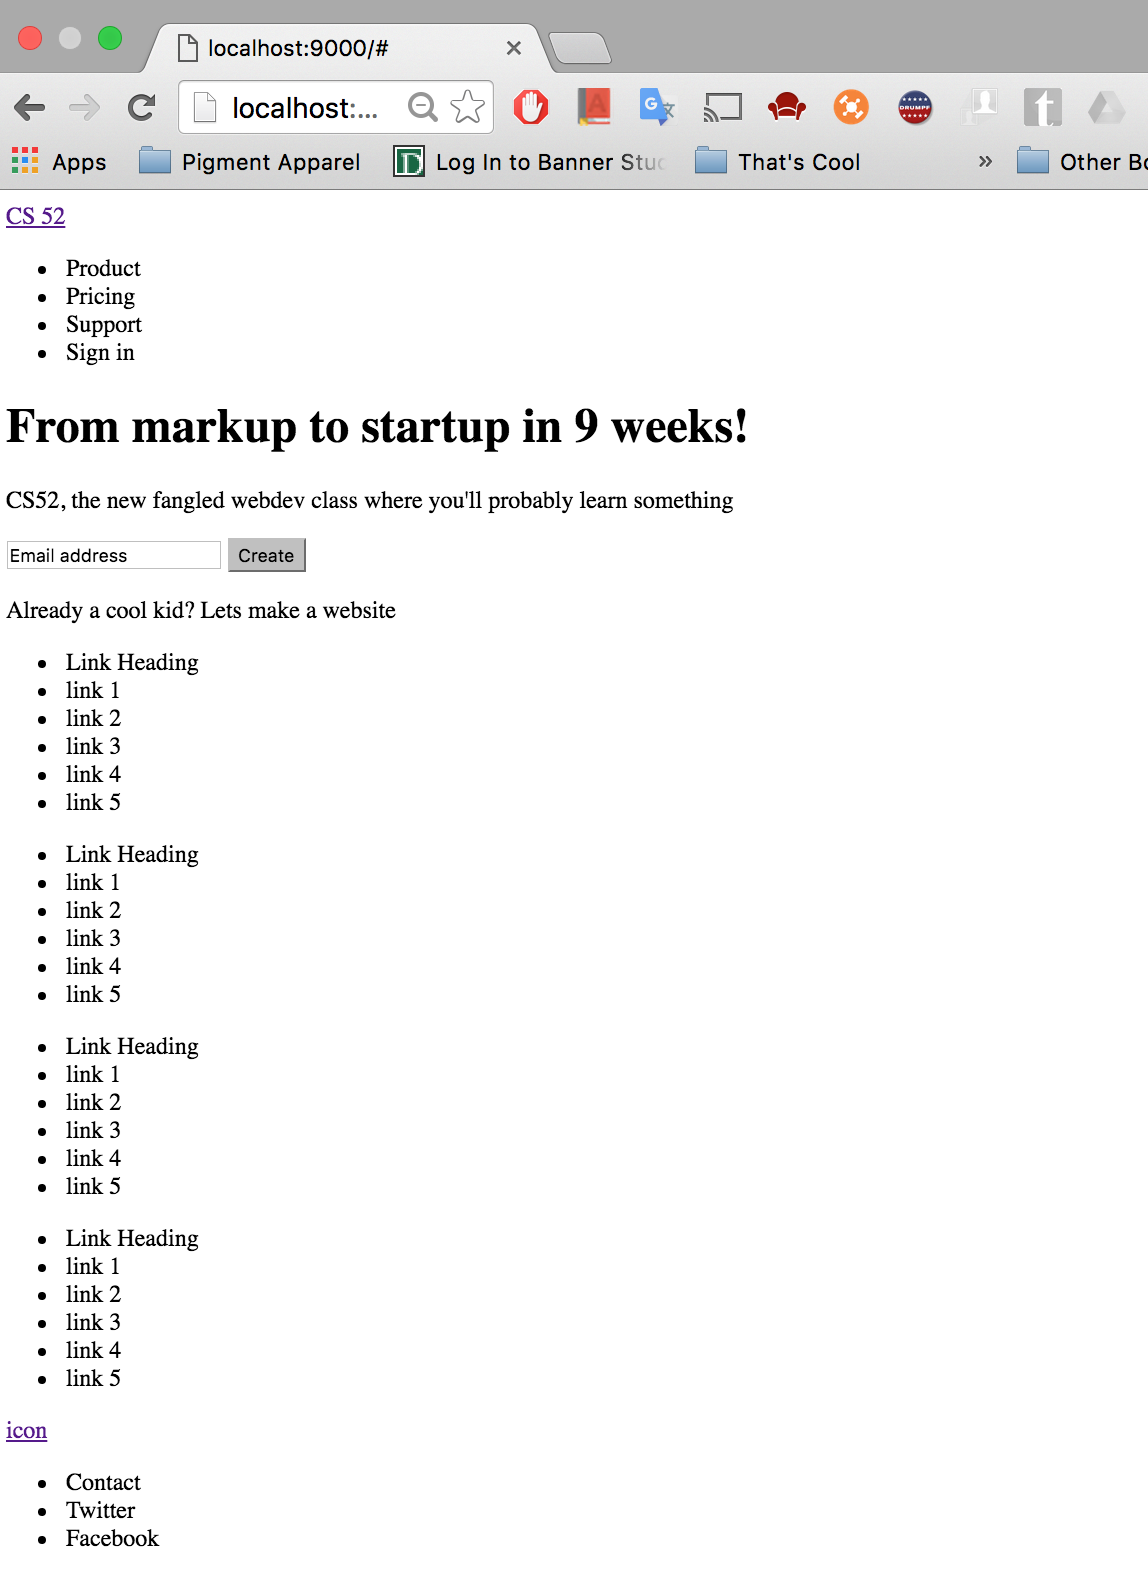 localhost:9000/#
localhost:...
DRUMPF
Apps
Pigment Apparel
Log In to Banner Stu
That's Cool
»
Other Bo
CS 52
Product
Pricing
Support
Sign in
From markup to startup in 9 weeks!
CS52, the new fangled webdev class where you'll probably learn something
Email address Create
Already a cool kid? Lets make a website
Link Heading
link 1
link 2
link 3
link 4
link 5
Link Heading
link 1
link 2
link 3
link 4
link 5
Link Heading
link 1
link 2
link 3
link 4
link 5
Link Heading
link 1
link 2
link 3
link 4
link 5
icon
Contact
Twitter
Facebook